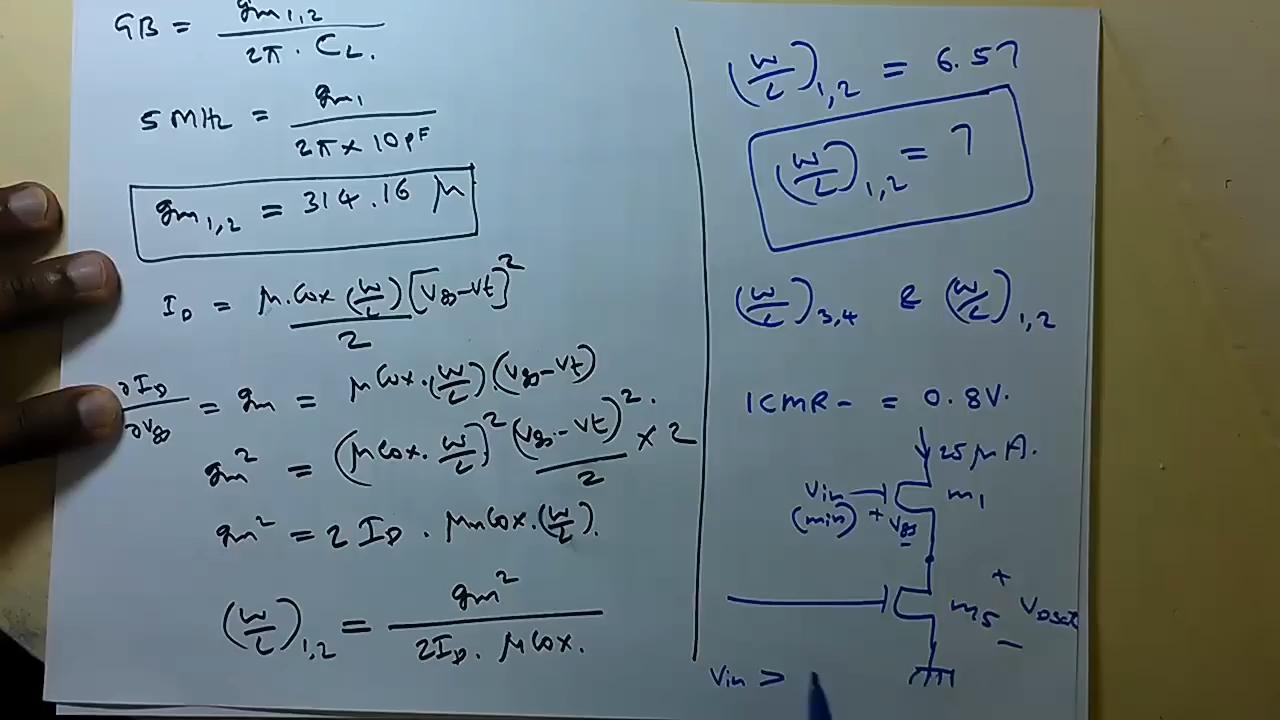 GB = gm1,2 / 2π · CL.
5 MHz = gm1 / 2π × 10pF
gm1,2 = 314.16 μ
ID = μ.Cox (W/L) [Vgs-Vt]² / 2
∂ID / ∂Vgs = gm = μCox.(W/L).(Vgs-Vt)
gm² = (μCox.W/L)² (Vgs-Vt)² / 2 × 2
gm² = 2 ID . μnCox.(W/L).
(W/L)1,2 = gm² / 2ID. μCox.
(W/L)1,2 = 6.57
(W/L)1,2 = 7
(W/L)3,4 & (W/L)1,2
ICMR- = 0.8V.
25 μA.
Vin
(min)
+ Vgs -
m1
m5
+ VDsat -
Vin >